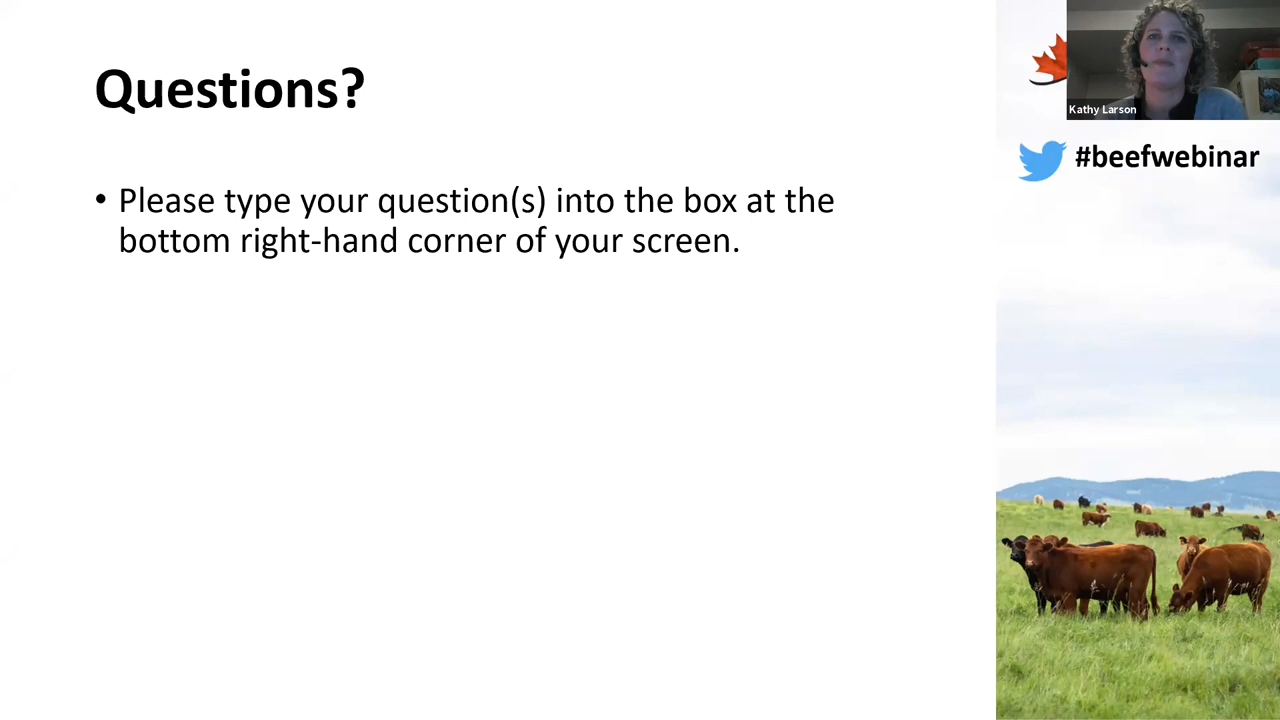 Questions?
• Please type your question(s) into the box at the
bottom right-hand corner of your screen.
Kathy Larson
#beefwebinar